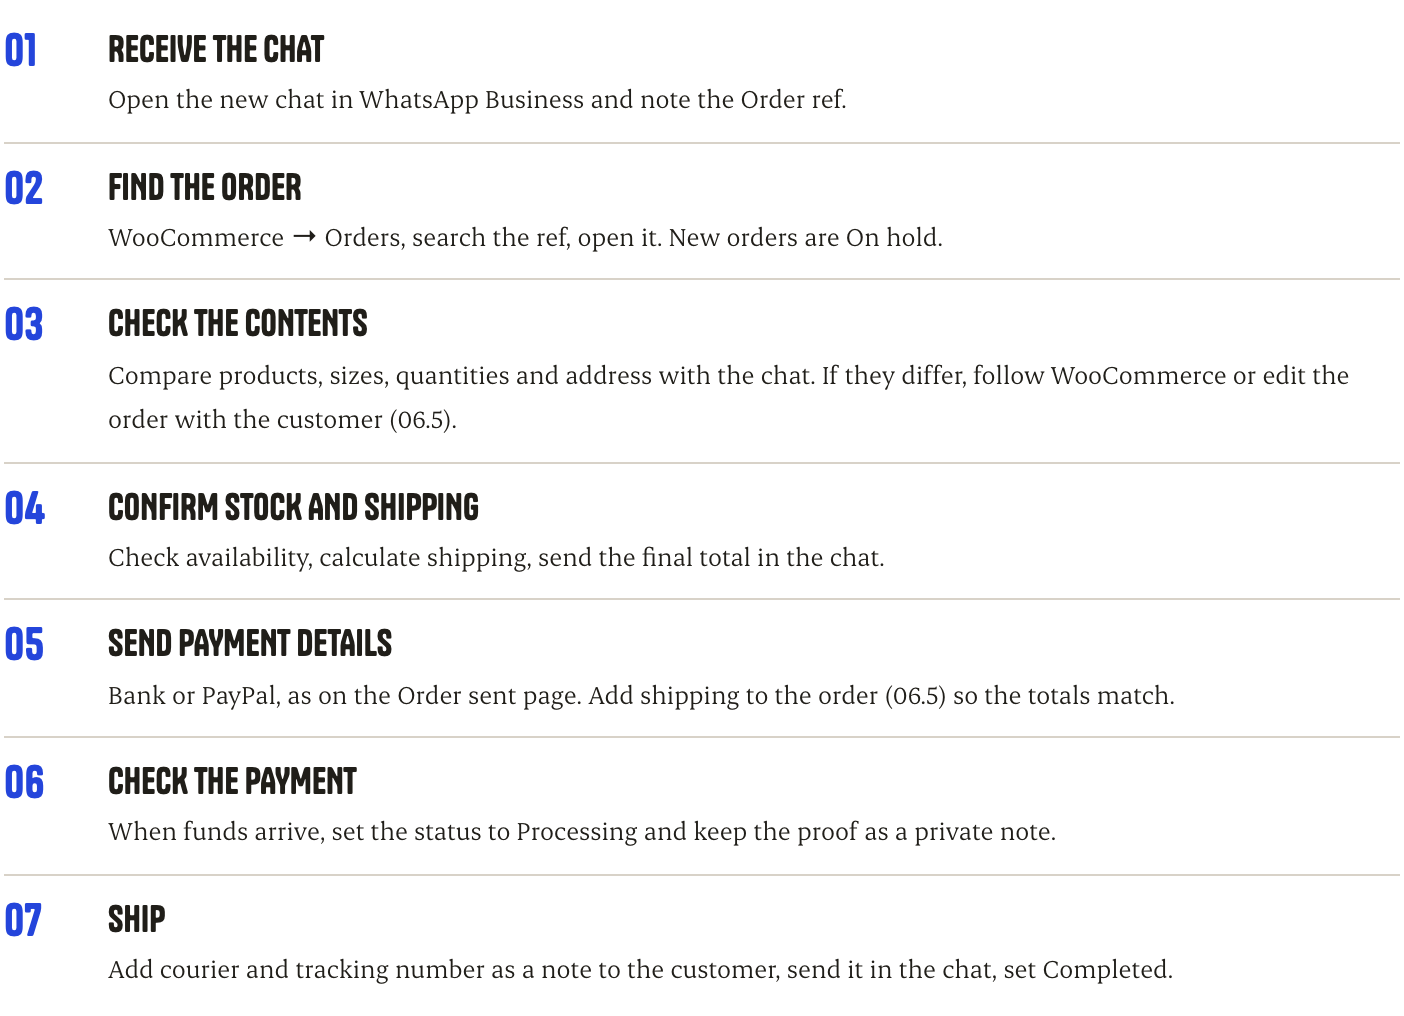 01
RECEIVE THE CHAT
Open the new chat in WhatsApp Business and note the Order ref.
02
FIND THE ORDER
WooCommerce → Orders, search the ref, open it. New orders are On hold.
03
CHECK THE CONTENTS
Compare products, sizes, quantities and address with the chat. If they differ, follow WooCommerce or edit the
order with the customer (06.5).
04
CONFIRM STOCK AND SHIPPING
Check availability, calculate shipping, send the final total in the chat.
05
SEND PAYMENT DETAILS
Bank or PayPal, as on the Order sent page. Add shipping to the order (06.5) so the totals match.
06
CHECK THE PAYMENT
When funds arrive, set the status to Processing and keep the proof as a private note.
07
SHIP
Add courier and tracking number as a note to the customer, send it in the chat, set Completed.